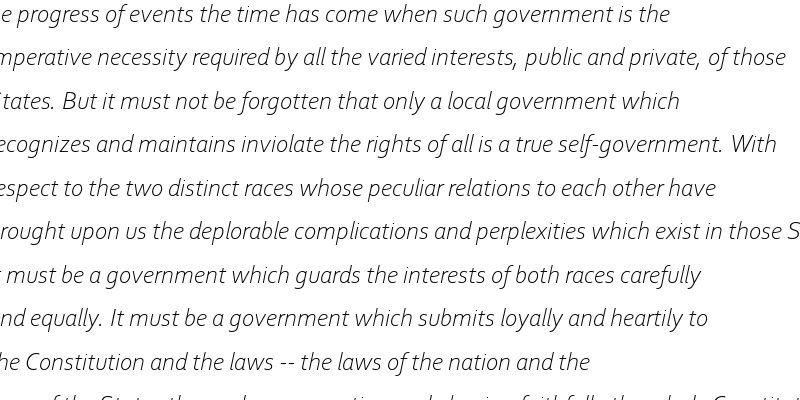 e progress of events the time has come when such government is the
mperative necessity required by all the varied interests, public and private, of those
tates. But it must not be forgotten that only a local government which
ecognizes and maintains inviolate the rights of all is a true self-government. With
espect to the two distinct races whose peculiar relations to each other have
rought upon us the deplorable complications and perplexities which exist in those S
must be a government which guards the interests of both races carefully
nd equally. It must be a government which submits loyally and heartily to
he Constitution and the laws -- the laws of the nation and the